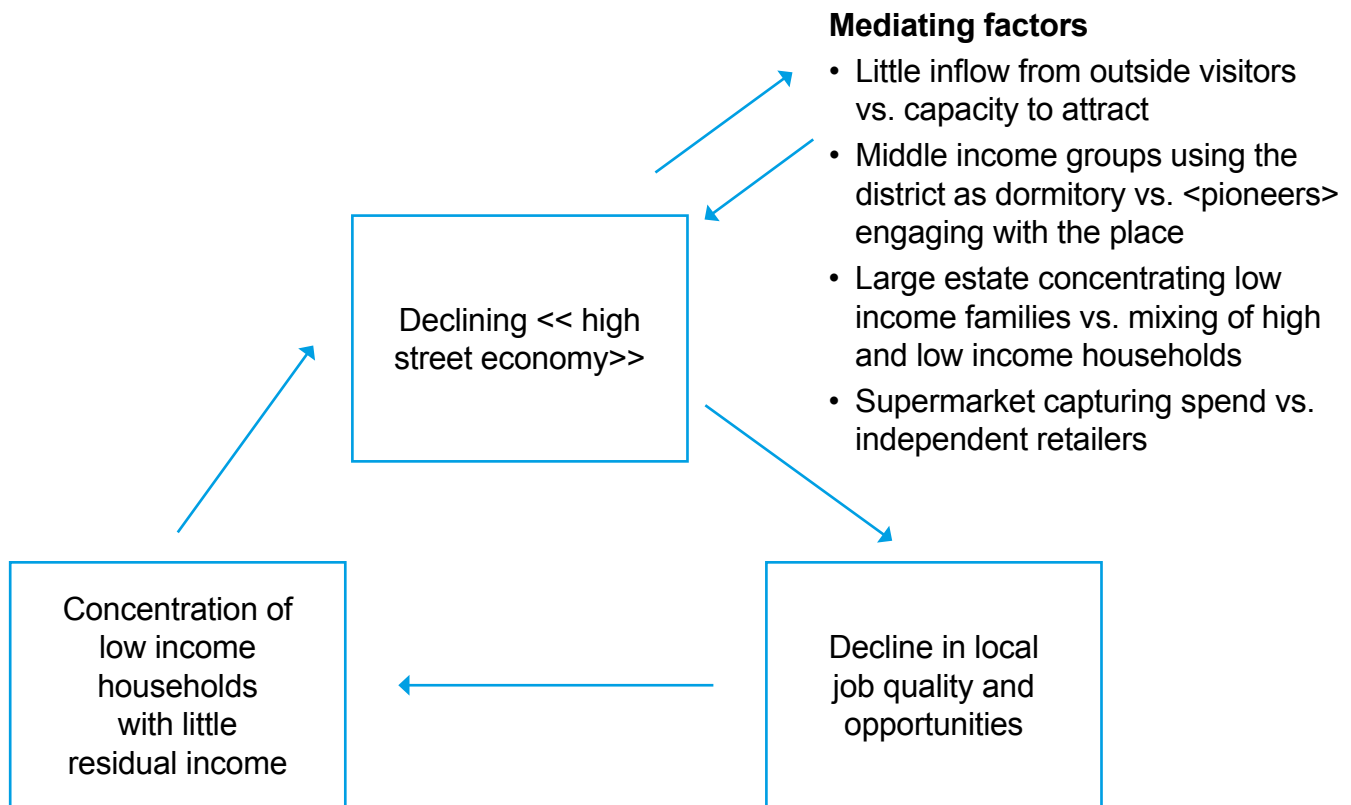 Mediating factors
• Little inflow from outside visitors
vs. capacity to attract
• Middle income groups using the
district as dormitory vs. <pioneers>
engaging with the place
• Large estate concentrating low
income families vs. mixing of high
and low income households
• Supermarket capturing spend vs.
independent retailers
Declining << high
street economy>>
Concentration of
low income
households
with little
residual income
Decline in local
job quality and
opportunities